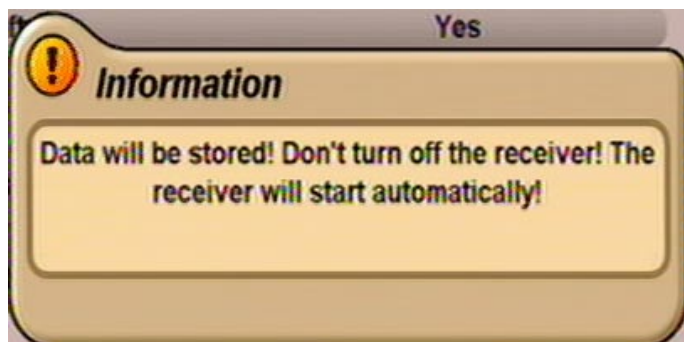 Yes
Information
Data will be stored! Don't turn off the receiver! The
receiver will start automatically!